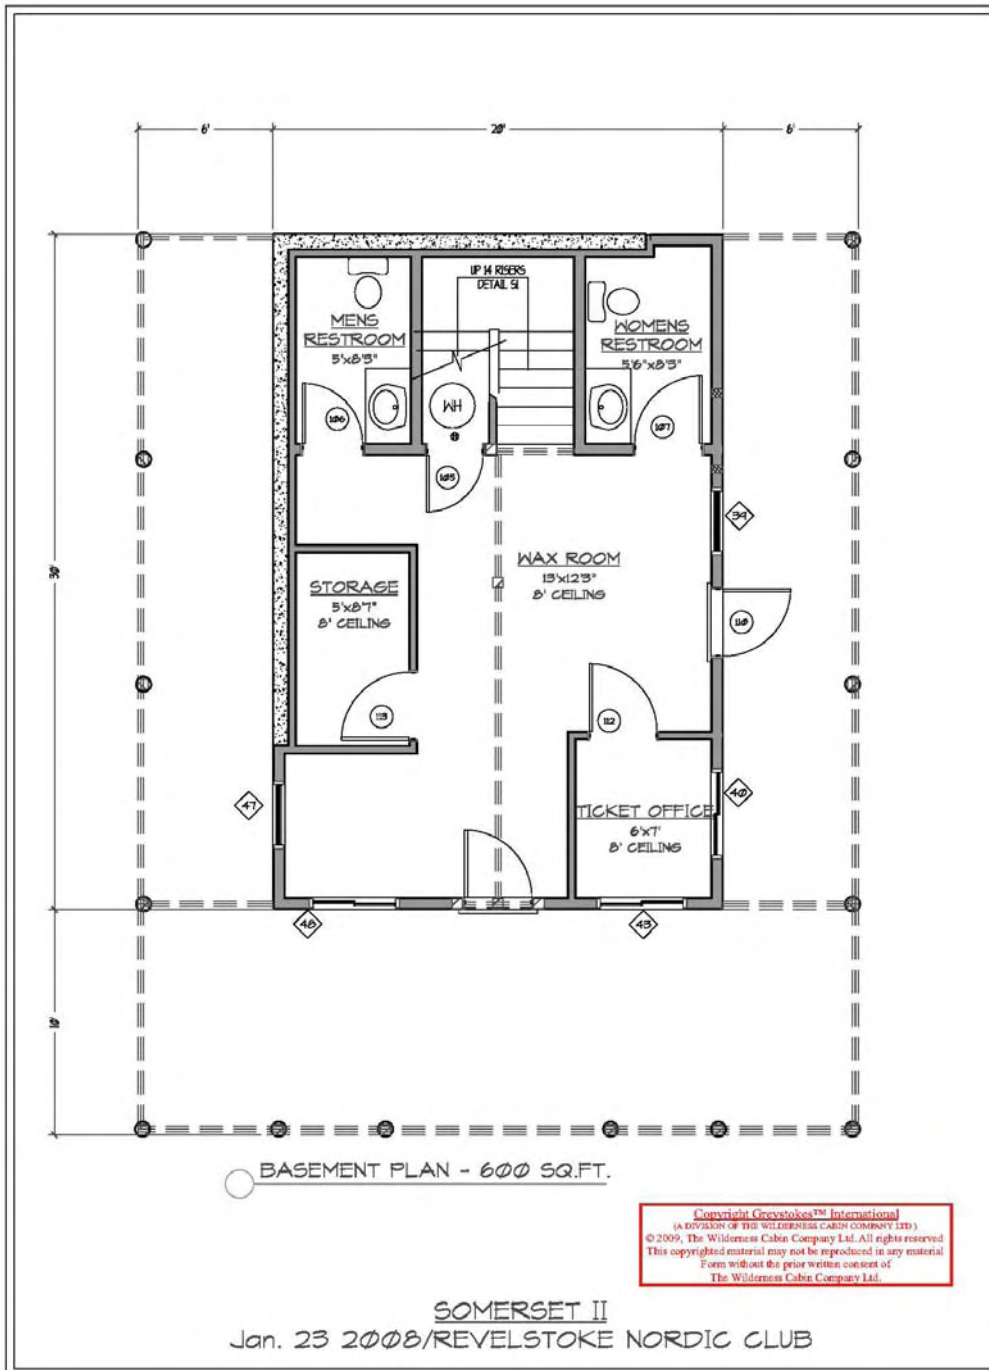 6'
20'
6'
UP 14 RISERS
DETAIL S1
MENS
RESTROOM
5'x8'3"
WOMENS
RESTROOM
5'6"x8'3"
WH
106
107
105
34
WAX ROOM
13'x12'3"
8' CEILING
30'
STORAGE
5'x8'7"
8' CEILING
110
113
112
47
40
TICKET OFFICE
6'x7'
8' CEILING
48
43
10'
BASEMENT PLAN - 600 SQ.FT.
Copyright Greystokes™ International
(A DIVISION OF THE WILDERNESS CABIN COMPANY LTD)
© 2009, The Wilderness Cabin Company Ltd. All rights reserved
This copyrighted material may not be reproduced in any material
Form without the prior written consent of
The Wilderness Cabin Company Ltd.
SOMERSET II
Jan. 23 2008/REVELSTOKE NORDIC CLUB